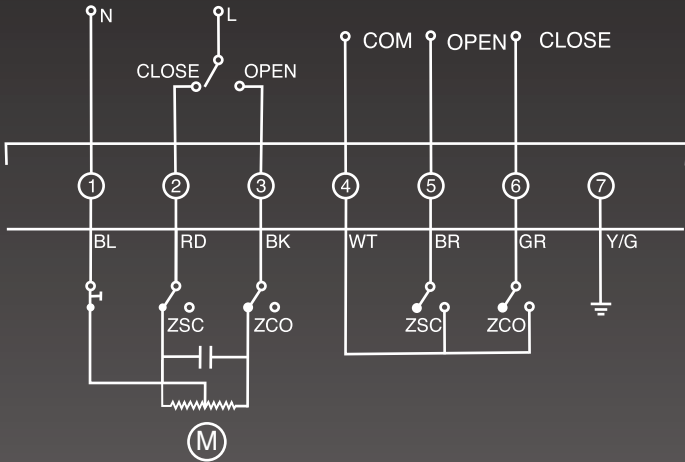 N L
COM OPEN CLOSE
CLOSE OPEN
1 2 3 4 5 6 7
BL RD BK WT BR GR Y/G
ZSC ZCO ZSC ZCO
M